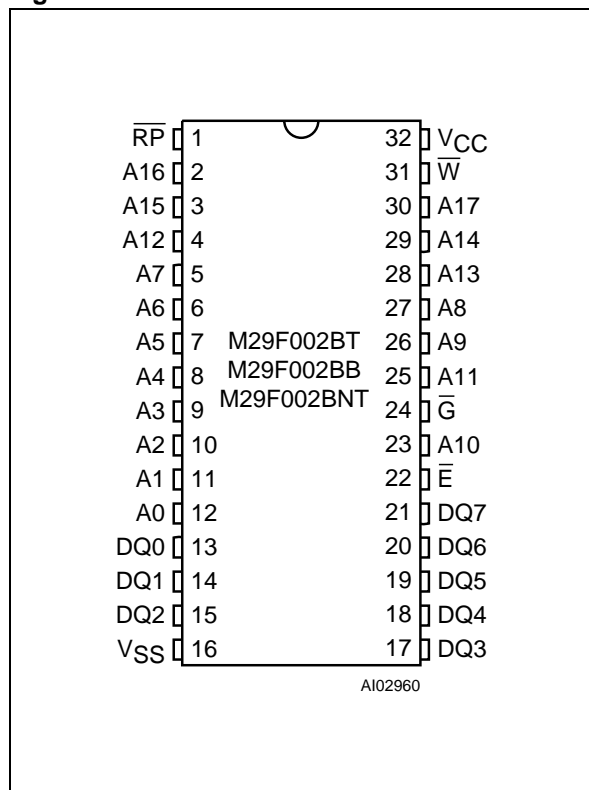 R̅P̅ 1 32 VCC
A16 2 31 W̅
A15 3 30 A17
A12 4 29 A14
A7 5 28 A13
A6 6 27 A8
A5 7 M29F002BT 26 A9
A4 8 M29F002BB 25 A11
A3 9 M29F002BNT 24 G̅
A2 10 23 A10
A1 11 22 E̅
A0 12 21 DQ7
DQ0 13 20 DQ6
DQ1 14 19 DQ5
DQ2 15 18 DQ4
VSS 16 17 DQ3
AI02960